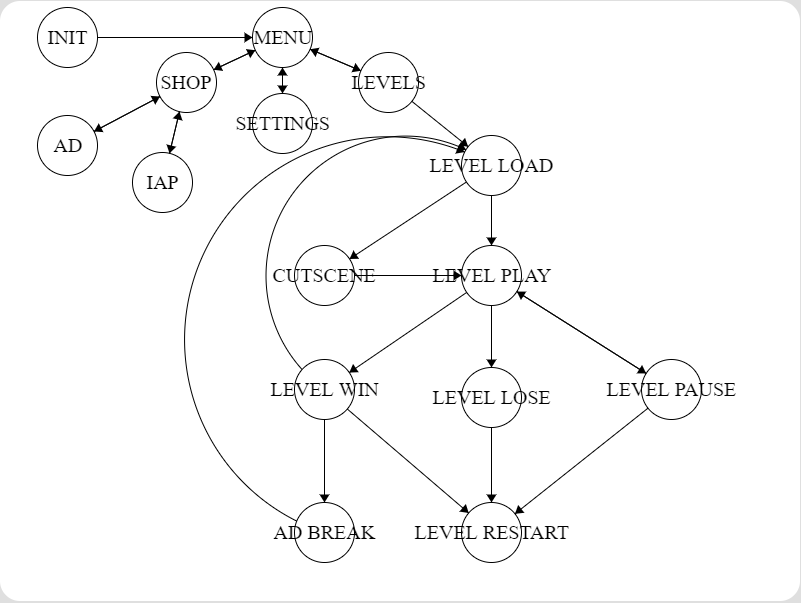 INIT
MENU
SHOP
LEVELS
SETTINGS
AD
IAP
LEVEL LOAD
CUTSCENE
LEVEL PLAY
LEVEL WIN
LEVEL LOSE
LEVEL PAUSE
AD BREAK
LEVEL RESTART